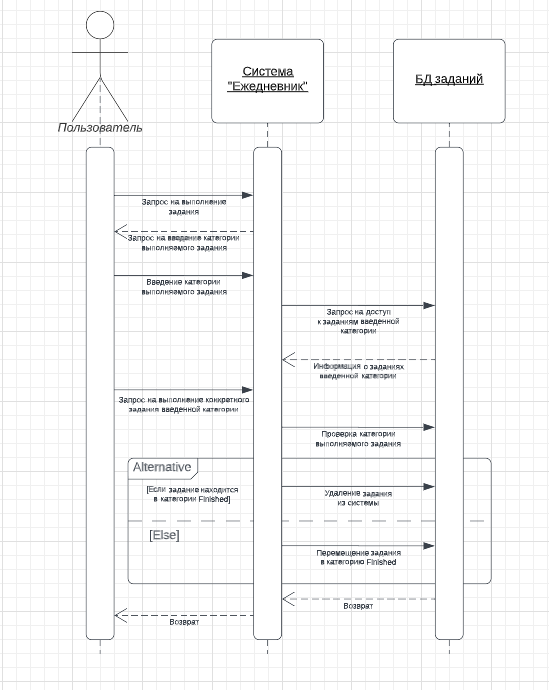 Система
"Ежедневник"
БД заданий
Пользователь
Запрос на выполнение
задания
Запрос на введение категории
выполняемого задания
Введение категории
выполняемого задания
Запрос на доступ
к заданиям введенной
категории
Информация о заданиях
введенной категории
Запрос на выполнение конкретного
задания введенной категории
Проверка категории
выполняемого задания
Alternative
[Если задание находится
в категории Finished]
Удаление задания
из системы
[Else]
Перемещение задания
в категорию Finished
Возврат
Возврат